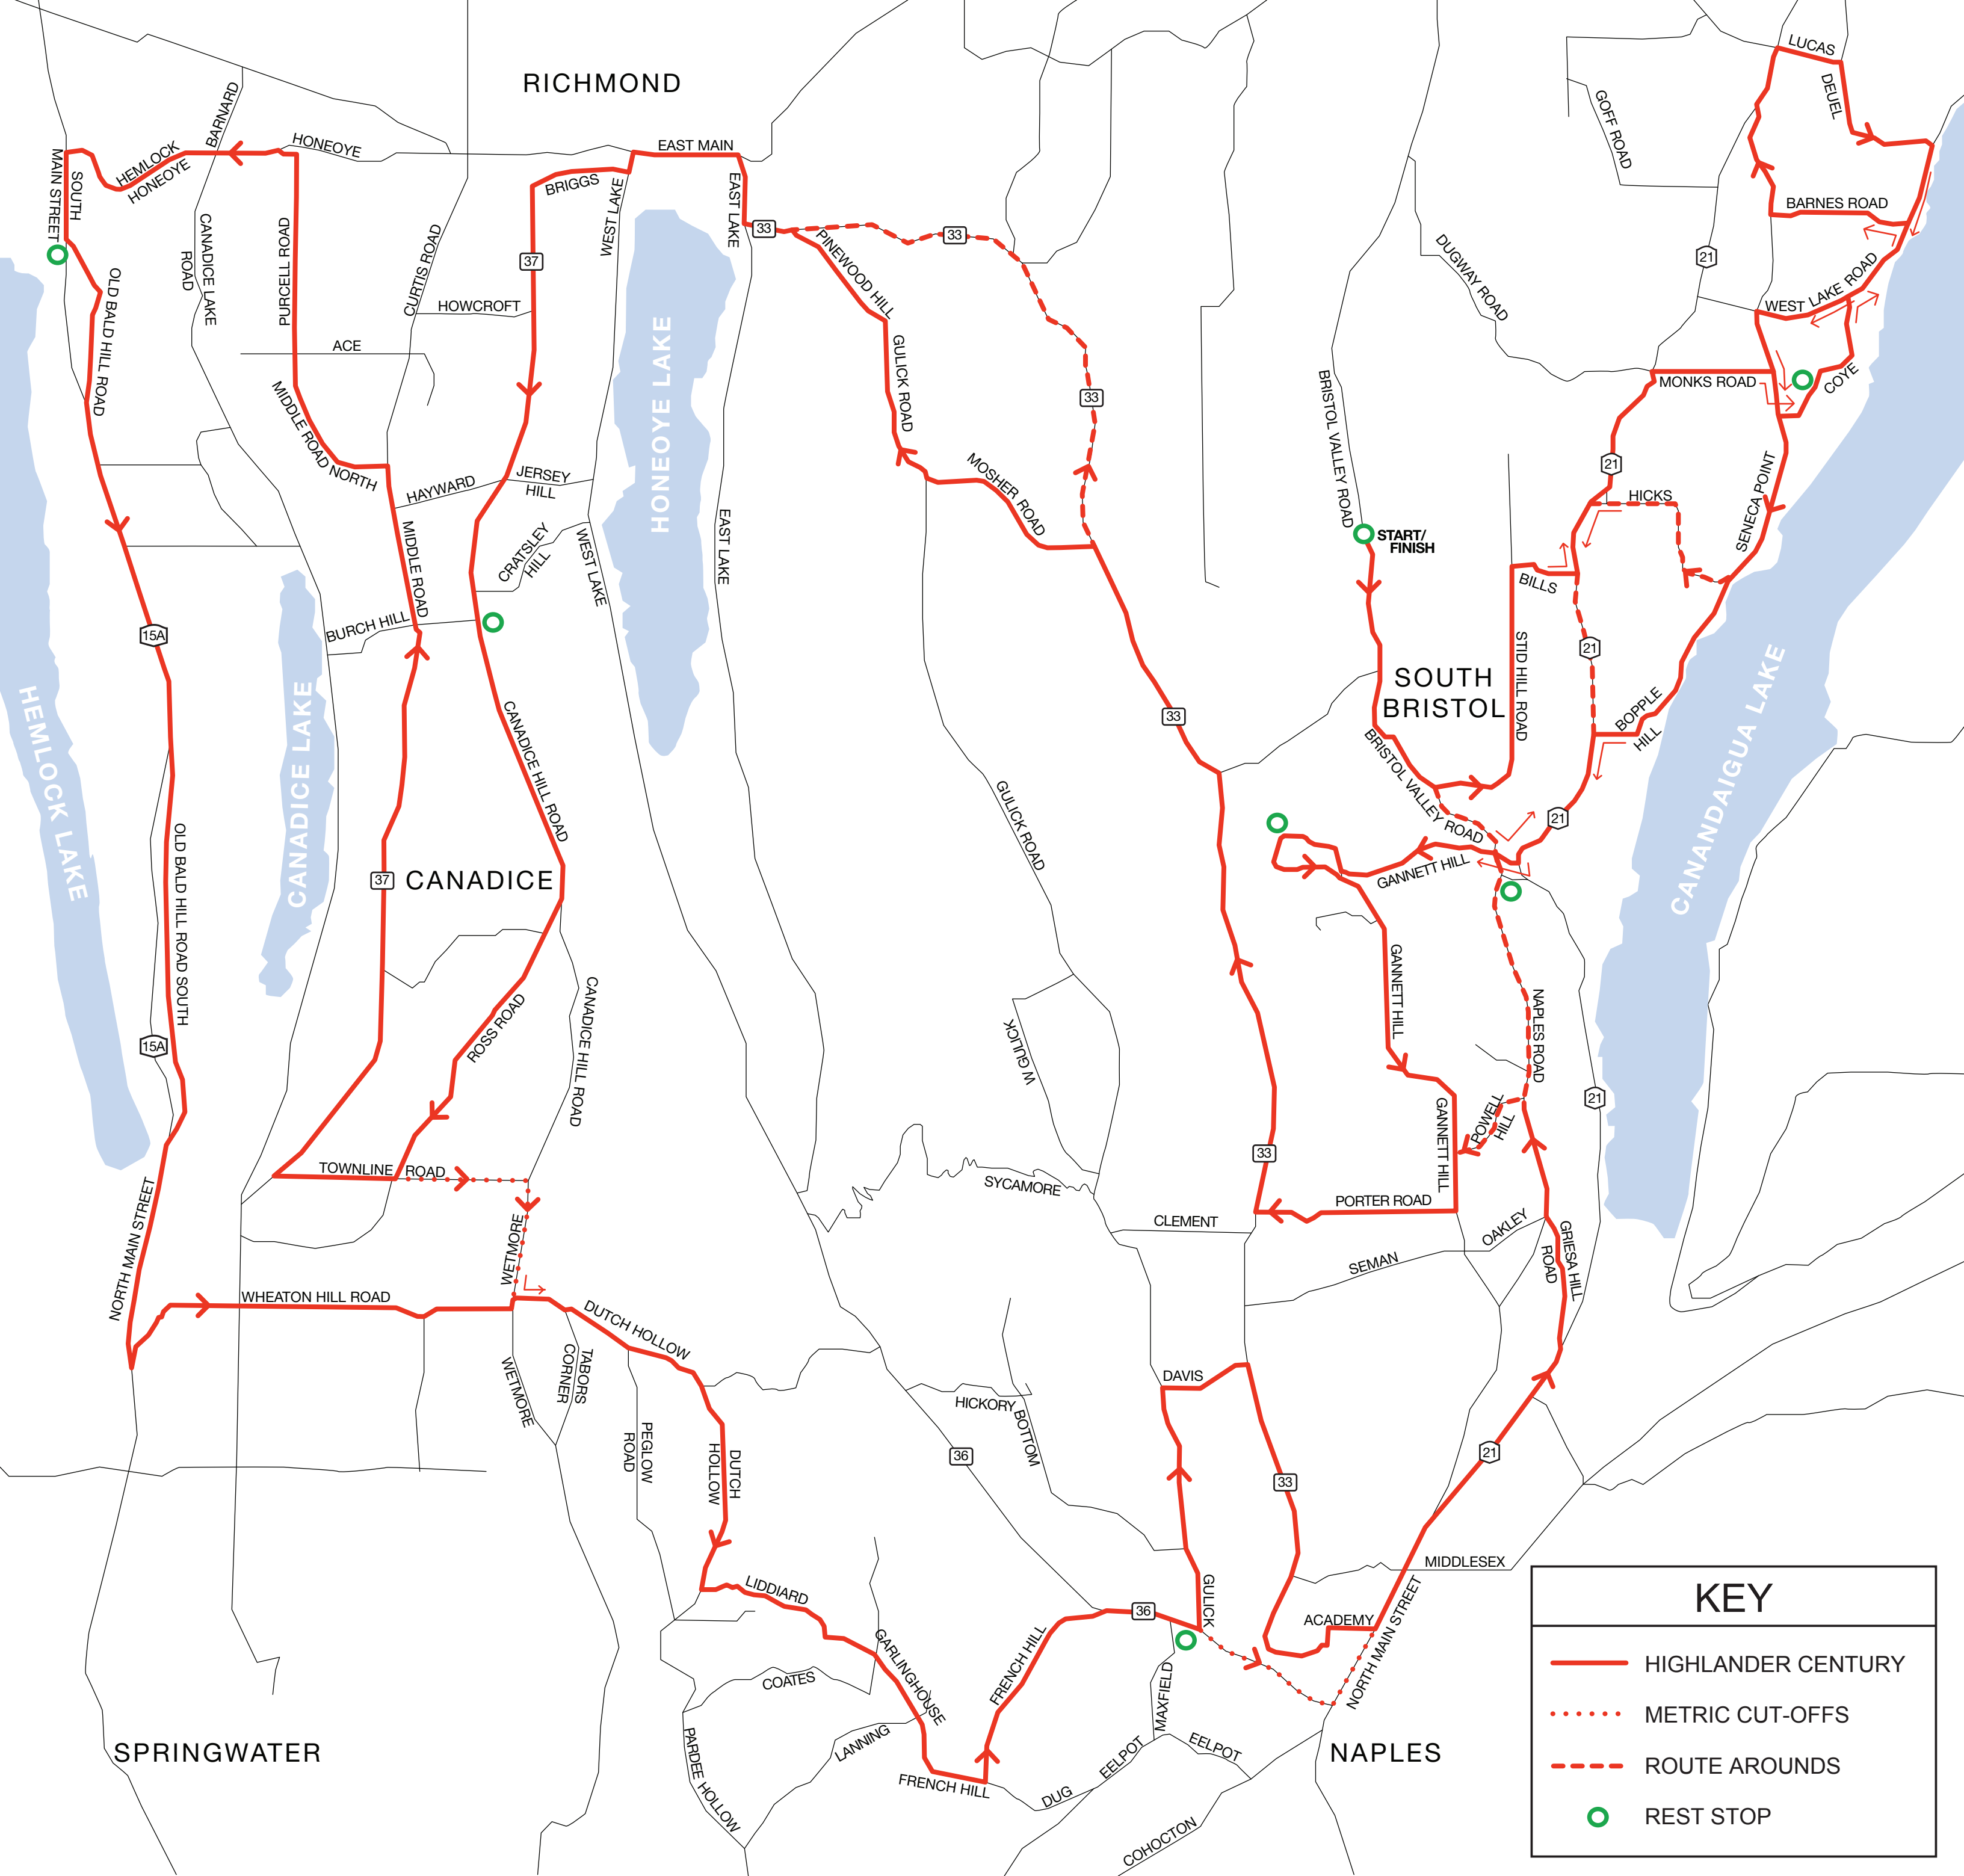 RICHMOND
LUCAS
DEUEL
GOFF ROAD
BARNARD
HONEOYE
EAST MAIN
HEMLOCK
HONEOYE
BRIGGS
SOUTH
MAIN STREET
WEST LAKE
EAST LAKE
BARNES ROAD
33
33
37
21
CANADICE LAKE
ROAD
PURCELL ROAD
CURTIS ROAD
PINEWOOD HILL
DUGWAY ROAD
WEST LAKE ROAD
OLD BALD HILL ROAD
HOWCROFT
ACE
GULICK ROAD
33
BRISTOL VALLEY ROAD
MONKS ROAD
COYE
HONEOYE LAKE
MIDDLE ROAD NORTH
HAYWARD
JERSEY
HILL
MOSHER ROAD
21
HICKS
SENECA POINT
START/
FINISH
MIDDLE ROAD
CRATSLEY
HILL
WEST LAKE
EAST LAKE
BILLS
BURCH HILL
15A
STID HILL ROAD
21
SOUTH
BRISTOL
BOPPLE
HILL
HEMLOCK LAKE
CANADICE LAKE
CANADICE HILL ROAD
33
BRISTOL VALLEY ROAD
CANANDAIGUA LAKE
21
GULICK ROAD
OLD BALD HILL ROAD SOUTH
37
CANADICE
GANNETT HILL
GANNETT HILL
ROSS ROAD
CANADICE HILL ROAD
W GULICK
NAPLES ROAD
15A
21
POWELL
HILL
GANNETT HILL
33
TOWNLINE ROAD
SYCAMORE
PORTER ROAD
CLEMENT
OAKLEY
NORTH MAIN STREET
WETMORE
SEMAN
GRIESA HILL
ROAD
WHEATON HILL ROAD
DUTCH HOLLOW
WETMORE
TABORS
CORNER
DAVIS
HICKORY
BOTTOM
PEGLOW
ROAD
DUTCH
HOLLOW
36
33
21
MIDDLESEX
LIDDIARD
GULICK
36
ACADEMY
NORTH MAIN STREET
GARLINGHOUSE
FRENCH HILL
COATES
MAXFIELD
LANNING
PARDEE HOLLOW
FRENCH HILL
DUG
EELPOT
EELPOT
COHOCTON
SPRINGWATER
NAPLES
KEY
HIGHLANDER CENTURY
METRIC CUT-OFFS
ROUTE AROUNDS
REST STOP